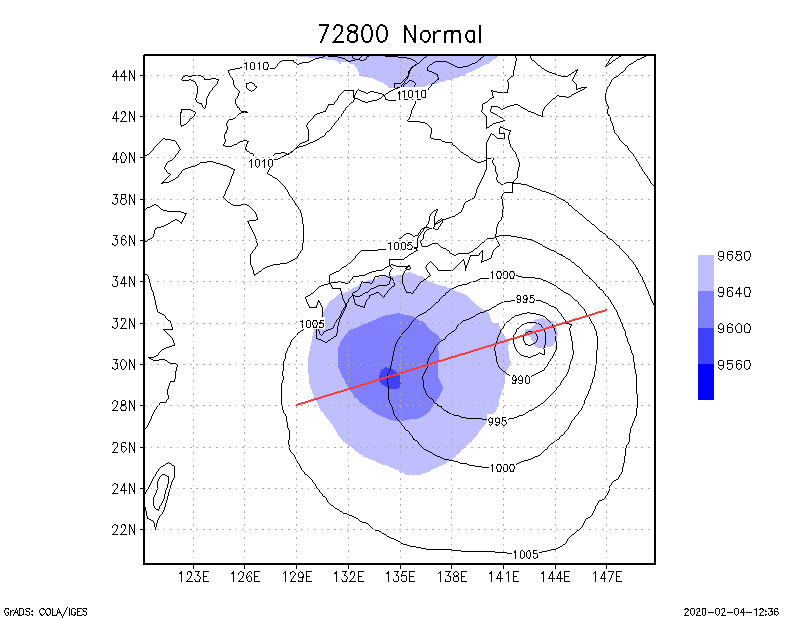 72800 Normal
44N
42N
40N
38N
36N
34N
32N
30N
28N
26N
24N
22N
1010
1010
1010
1005
1000
995
1005
990
995
1000
1005
9680
9640
9600
9560
123E 126E 129E 132E 135E 138E 141E 144E 147E
GrADS: COLA/IGES
2020-02-04-12:36